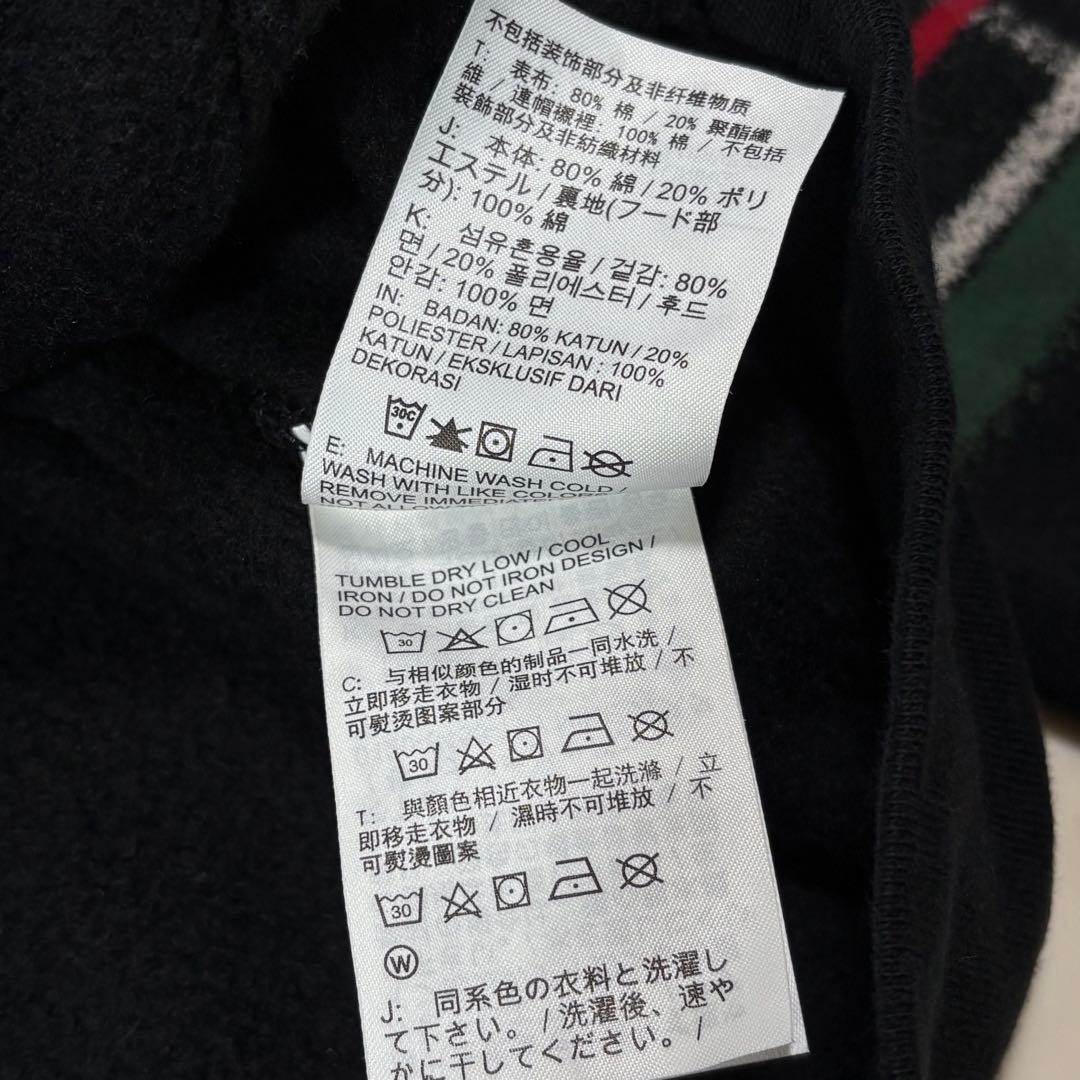 不包括装饰部分及非纤维物质
T: 表布: 80% 棉 / 20% 聚酯纖
維 / 連帽襯裡: 100% 棉 / 不包括
裝飾部分及非紡織材料
J: 本体: 80% 綿 / 20% ポリ
エステル / 裏地(フード部
分): 100% 綿
K: 섬유혼용율 / 겉감: 80%
면 / 20% 폴리에스터 / 후드
안감: 100% 면
IN: BADAN: 80% KATUN / 20%
POLIESTER / LAPISAN : 100%
KATUN / EKSKLUSIF DARI
DEKORASI
30C
E: MACHINE WASH COLD /
WASH WITH LIKE COLORS /
REMOVE IMMEDIATELY
NOT ALLOW
TUMBLE DRY LOW / COOL
IRON / DO NOT IRON DESIGN /
DO NOT DRY CLEAN
30
C: 与相似颜色的制品一同水洗 /
立即移走衣物 / 湿时不可堆放 / 不
可熨烫图案部分
30
T: 與顏色相近衣物一起洗滌 / 立
即移走衣物 / 濕時不可堆放 / 不
可熨燙圖案
30
W
J: 同系色の衣料と洗濯し
て下さい。 / 洗濯後、速や
かに干してください。 /